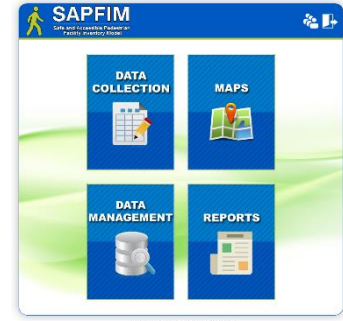 SAPFIM
Safe and Accessible Pedestrian
Facility Inventory Model
DATA
COLLECTION
MAPS
DATA
MANAGEMENT
REPORTS